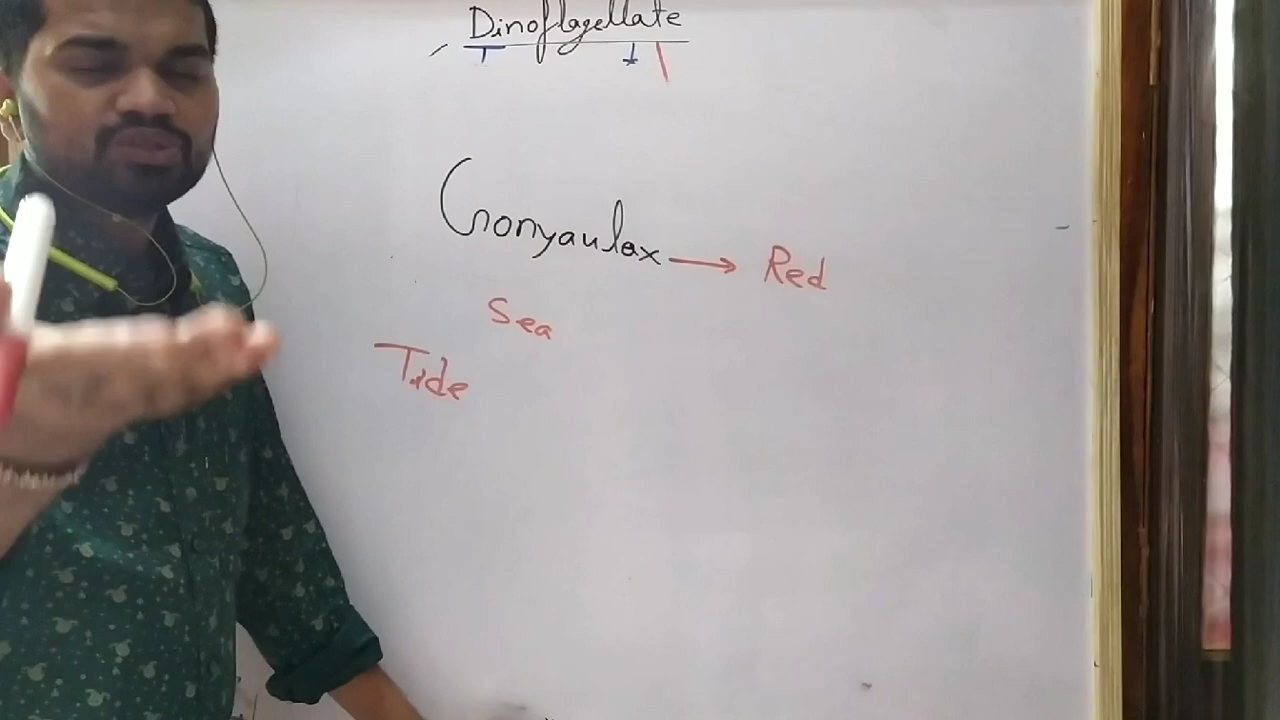 Dinoflagellate
Gonyaulax → Red
Sea
Tide